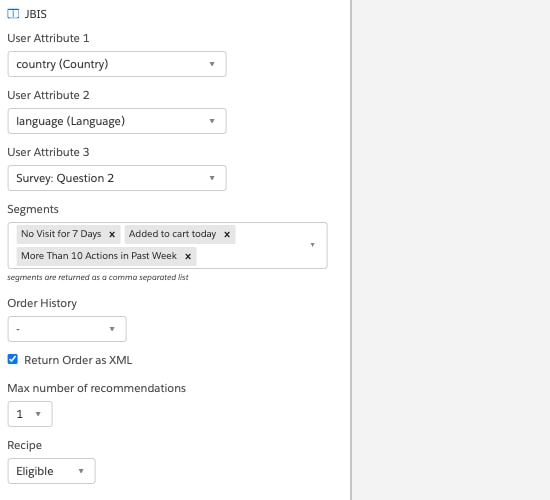 JBIS
User Attribute 1
country (Country)
User Attribute 2
language (Language)
User Attribute 3
Survey: Question 2
Segments
No Visit for 7 Days × Added to cart today ×
More Than 10 Actions in Past Week ×
segments are returned as a comma separated list
Order History
-
Return Order as XML
Max number of recommendations
1
Recipe
Eligible